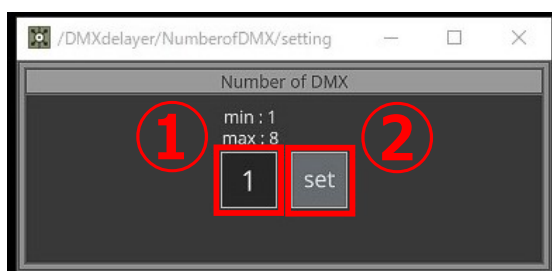 /DMXdelayer/NumberofDMX/setting
Number of DMX
min : 1
max : 8
① ②
1 set